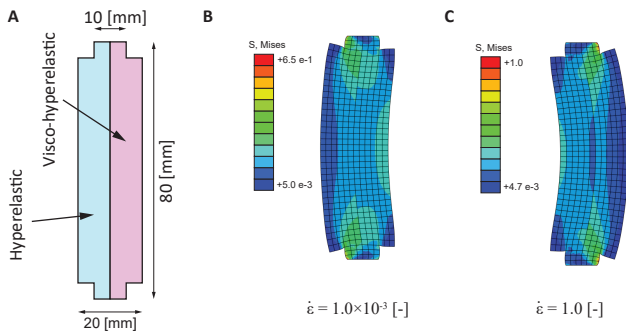 A
10 [mm]
Visco-hyperelastic
Hyperelastic
80 [mm]
20 [mm]
B
S, Mises
+6.5 e-1
+5.0 e-3
ε̇ = 1.0×10⁻³ [-]
C
S, Mises
+1.0
+4.7 e-3
ε̇ = 1.0 [-]